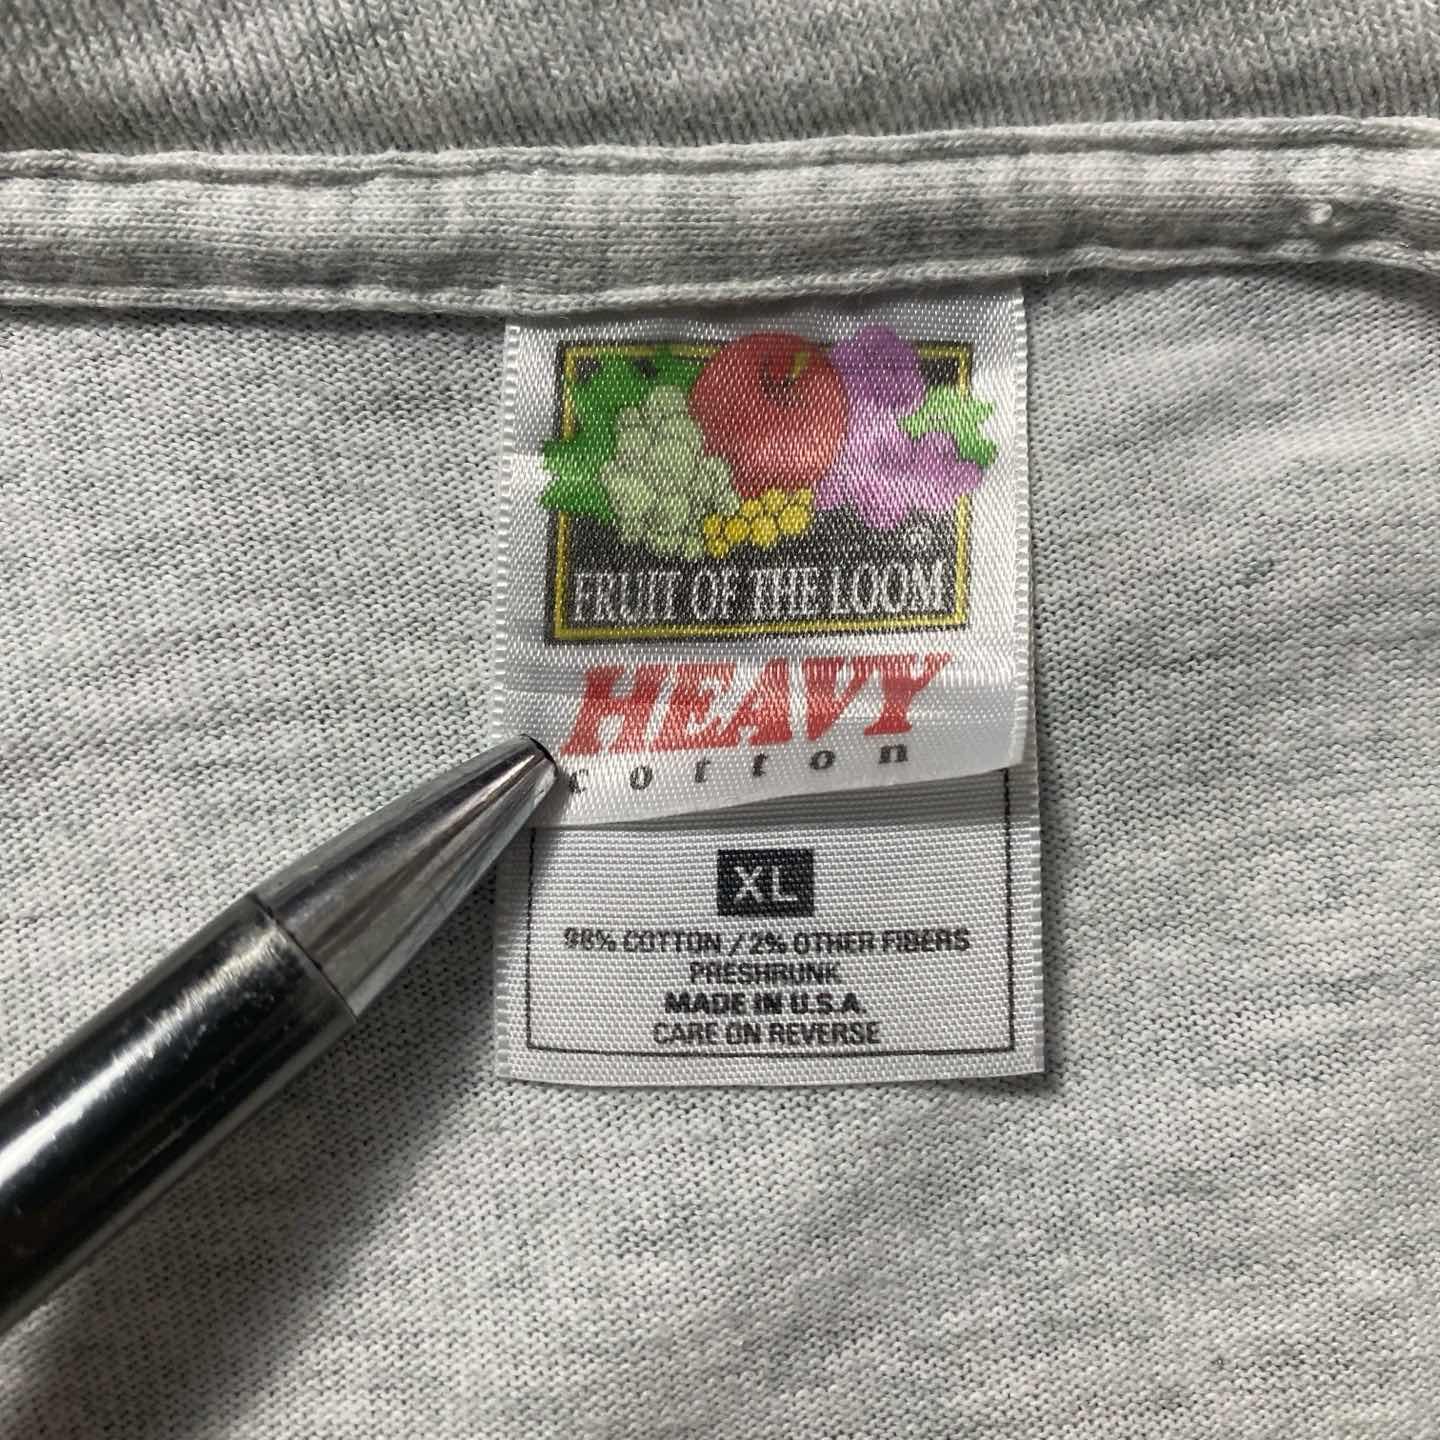 ®
FRUIT OF THE LOOM
HEAVY
cotton
XL
98% COTTON / 2% OTHER FIBERS
PRESHRUNK
MADE IN U.S.A.
CARE ON REVERSE